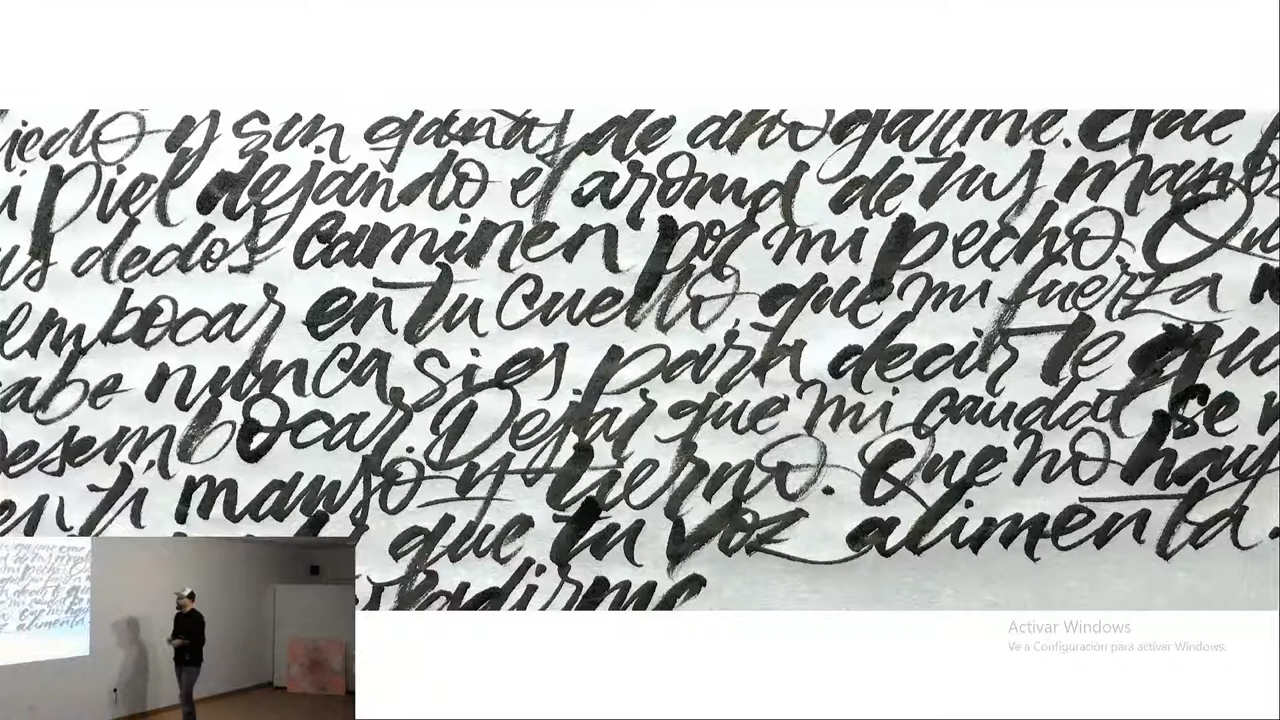 iedo y sin ganas de ahogarme. Que
i piel dejando el aroma de tus manos
us dedos caminen por mi pecho. Qu
embocar en tu cuello, que mi fuerza
abe nunca si es para decirle que
Desembocar. Dejar que mi caudal se
en ti manso y tierno. Que no hay
que tu voz alimenta.
Activar Windows
Ve a Configuración para activar Windows.